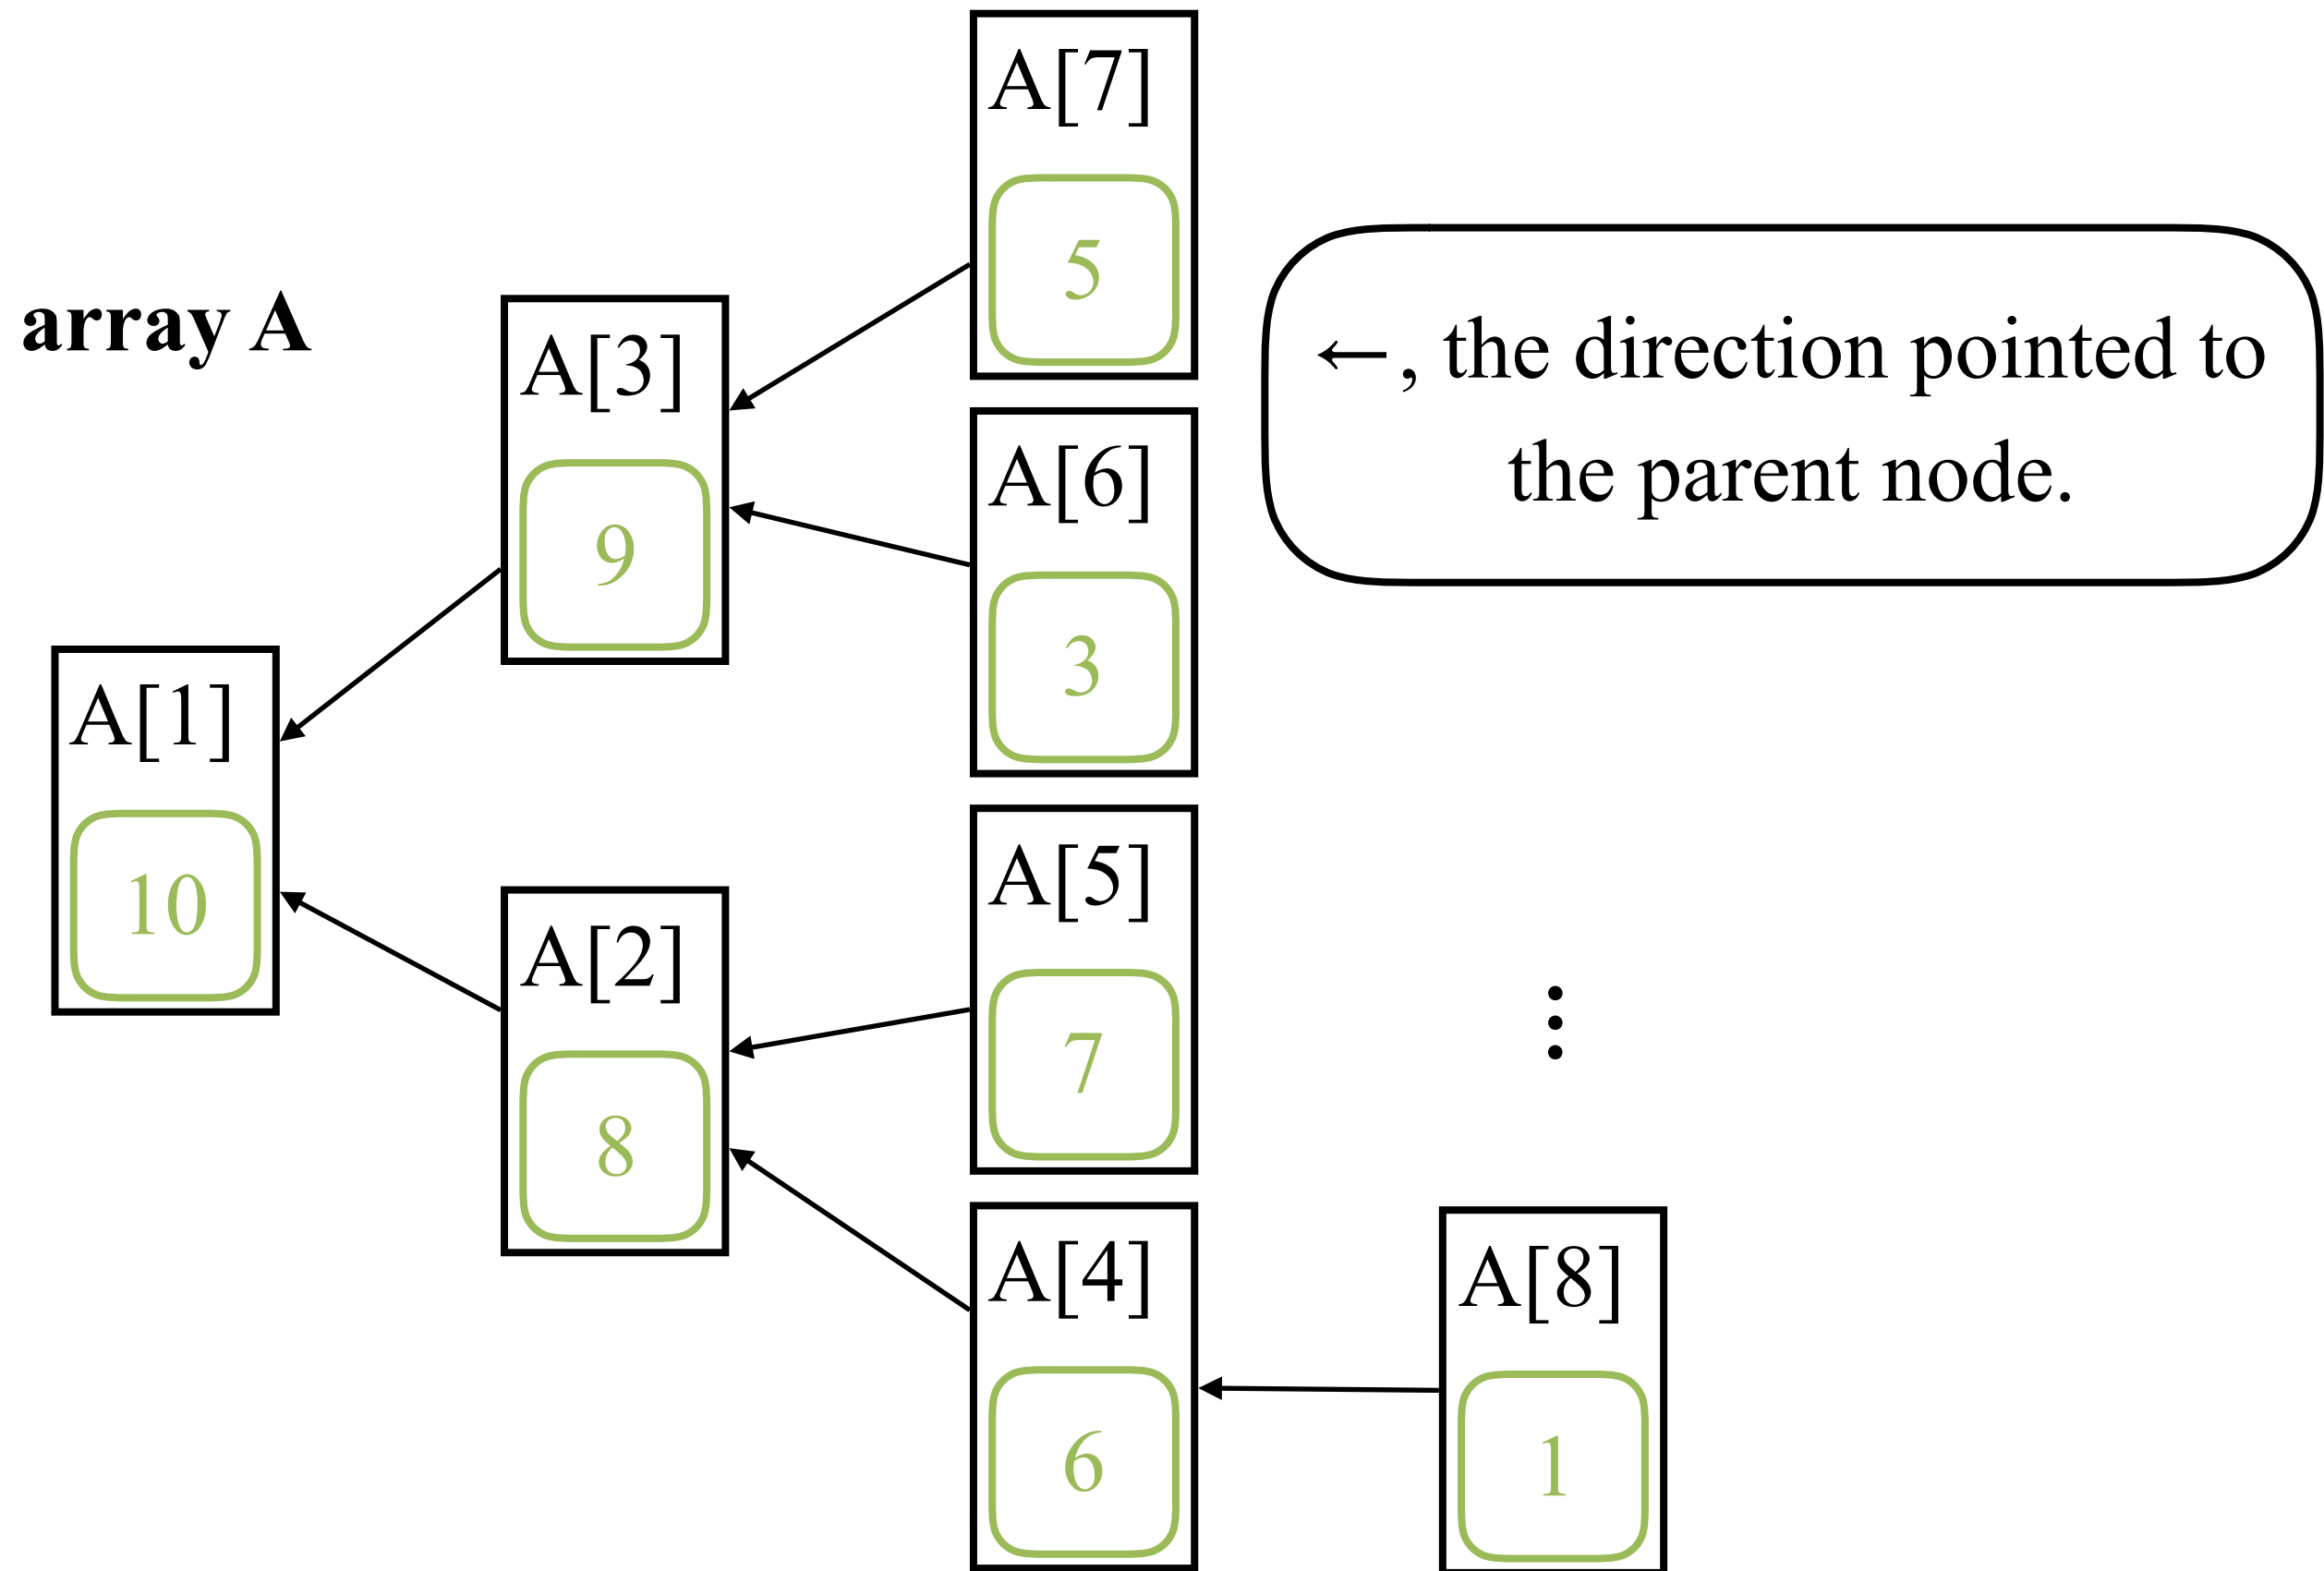 array A
A[1]
10
A[3]
9
A[2]
8
A[7]
5
A[6]
3
A[5]
7
A[4]
6
A[8]
1
←, the direction pointed to
the parent node.
⋮